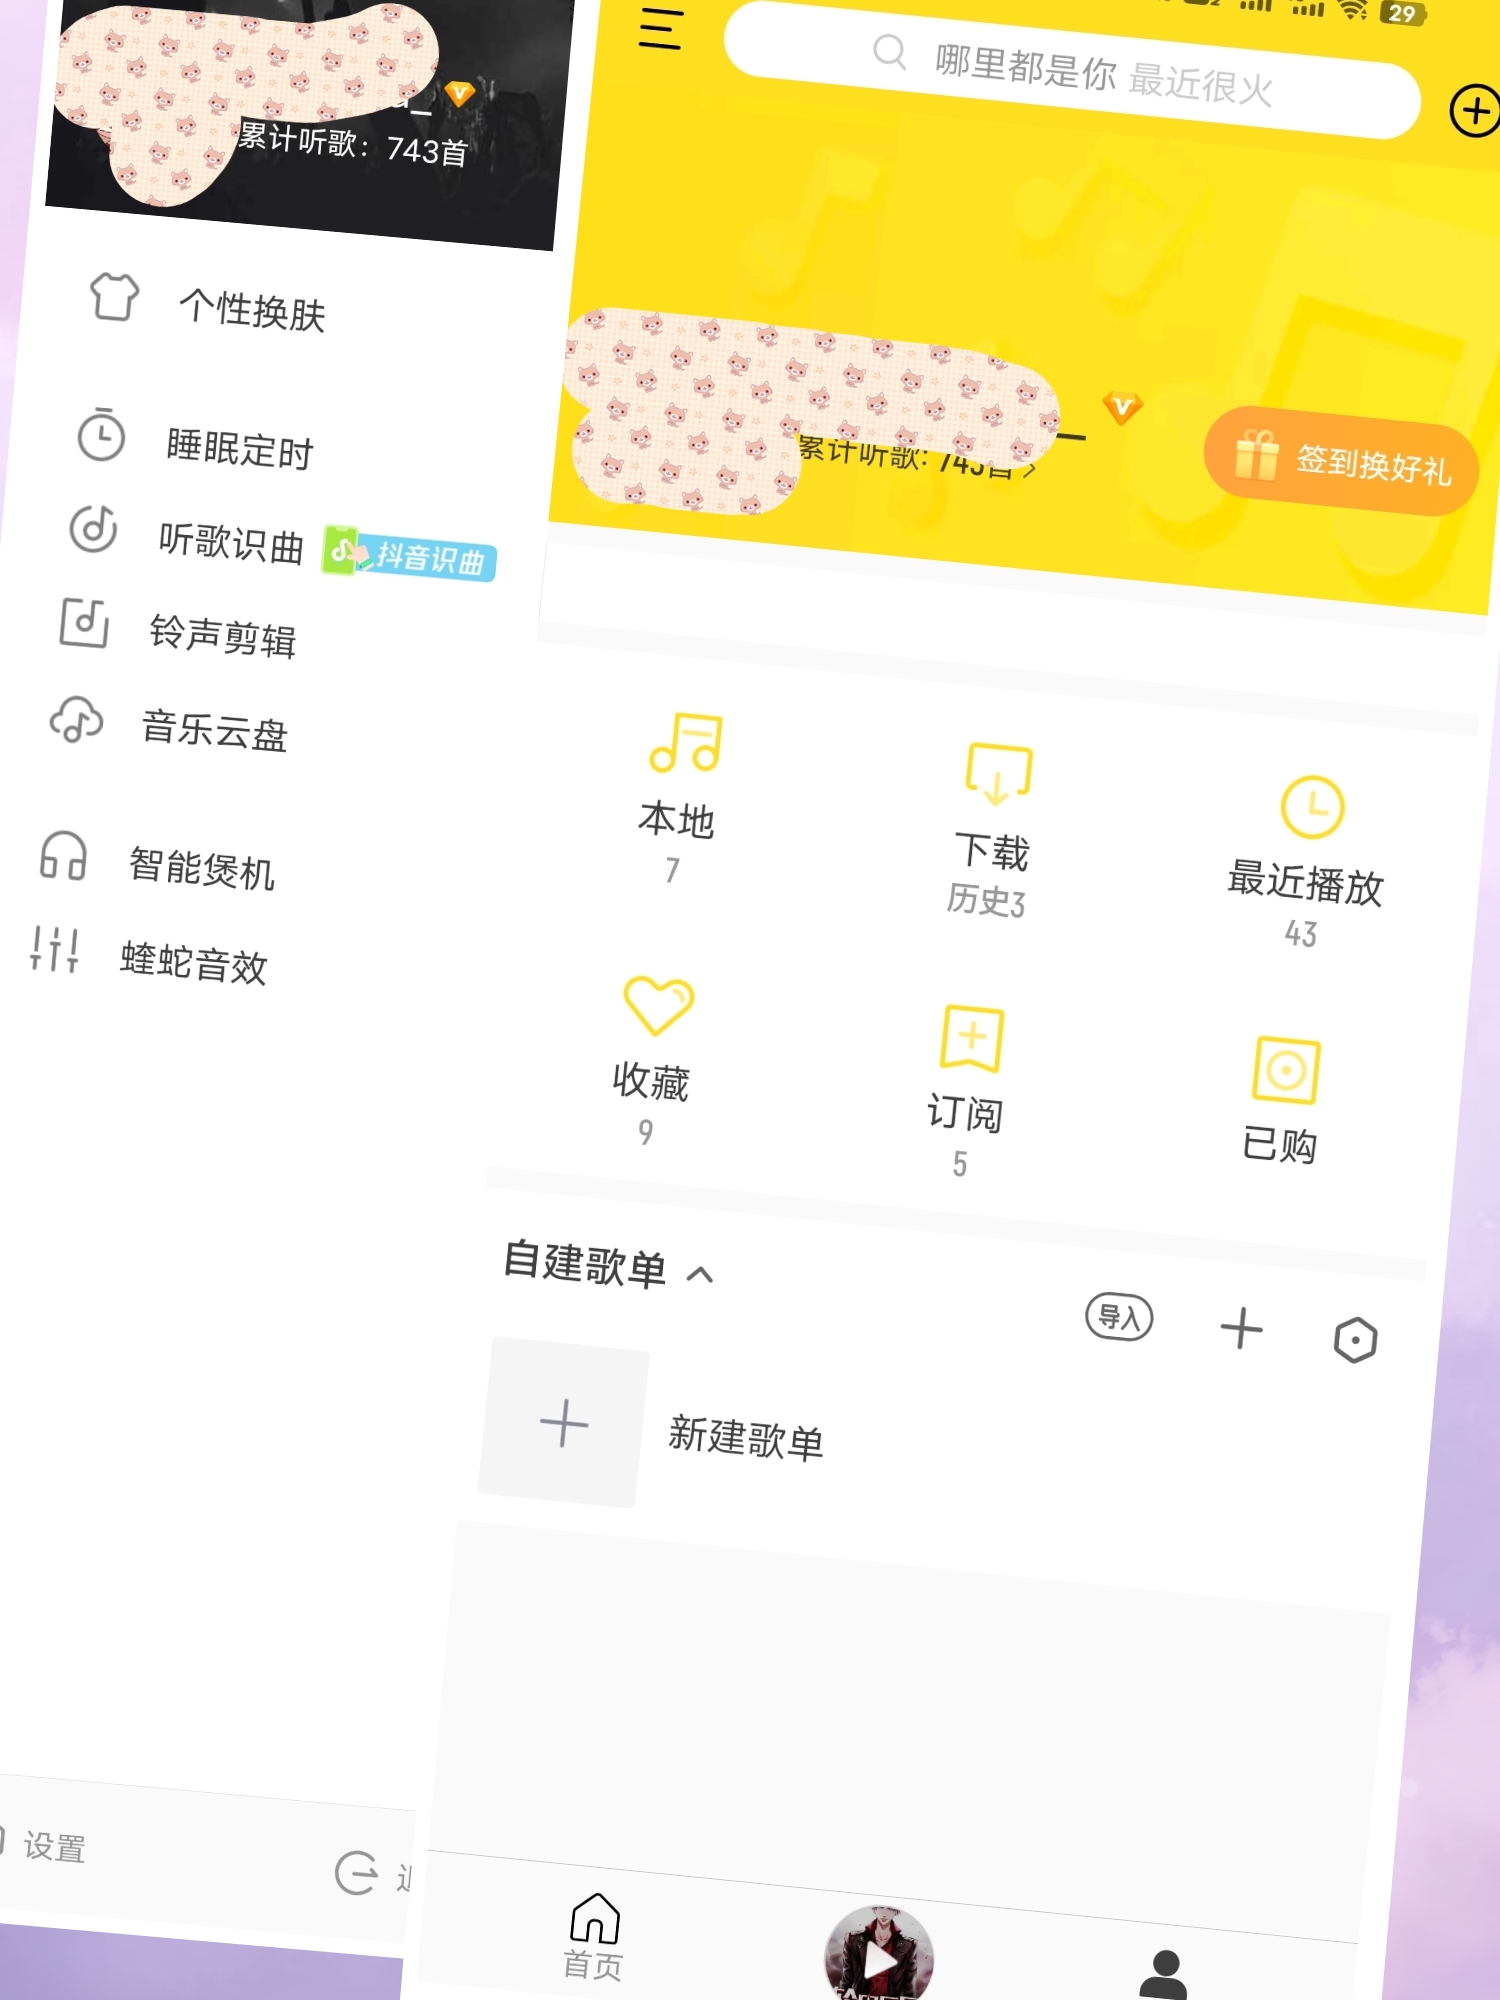 累计听歌：743首
个性换肤
睡眠定时
听歌识曲 抖音识曲
铃声剪辑
音乐云盘
智能煲机
蝰蛇音效
设置
29
哪里都是你 最近很火
累计听歌: 743首 >
签到换好礼
本地
7
下载
历史3
最近播放
43
收藏
9
订阅
5
已购
自建歌单
导入
新建歌单
首页